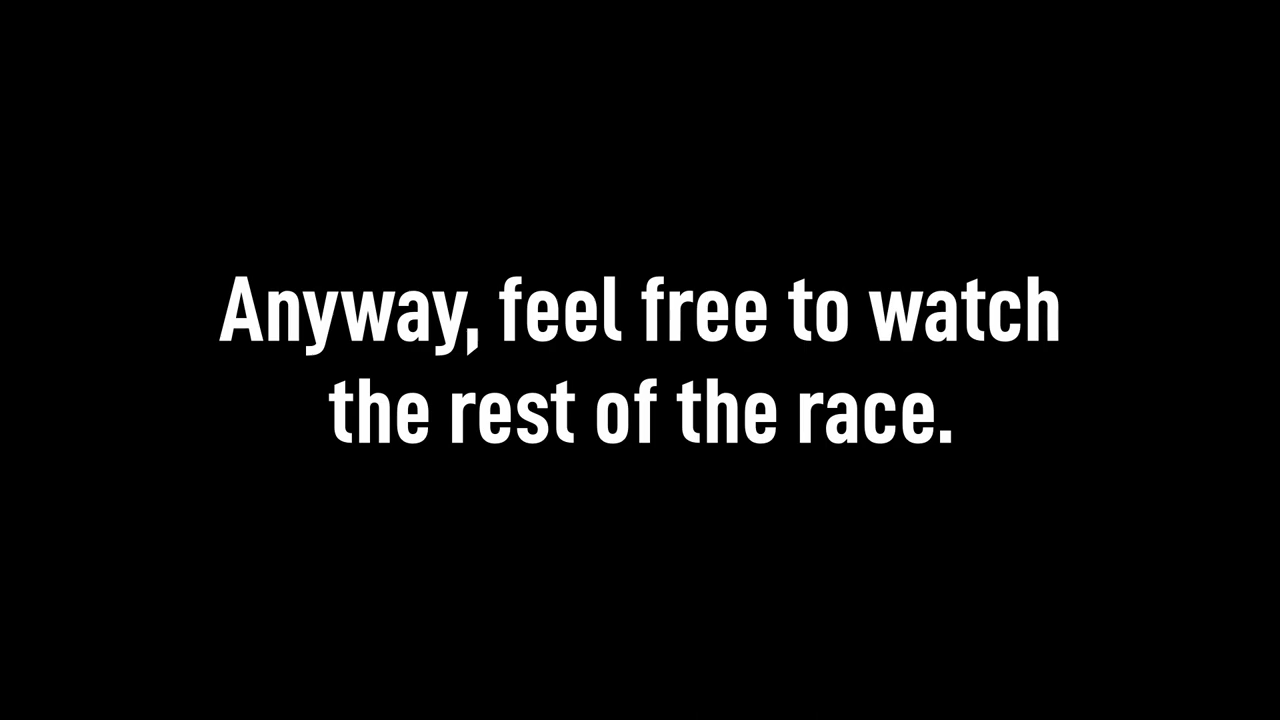 Anyway, feel free to watch
the rest of the race.